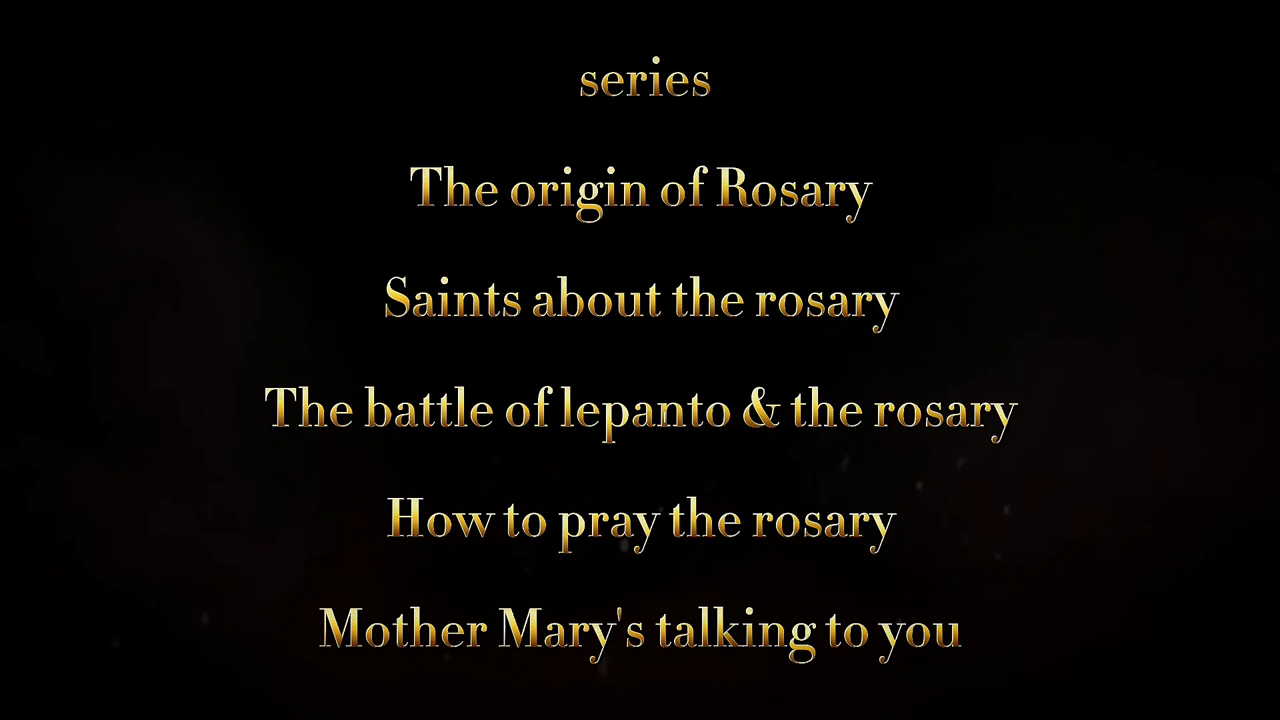 series
The origin of Rosary
Saints about the rosary
The battle of lepanto & the rosary
How to pray the rosary
Mother Mary's talking to you